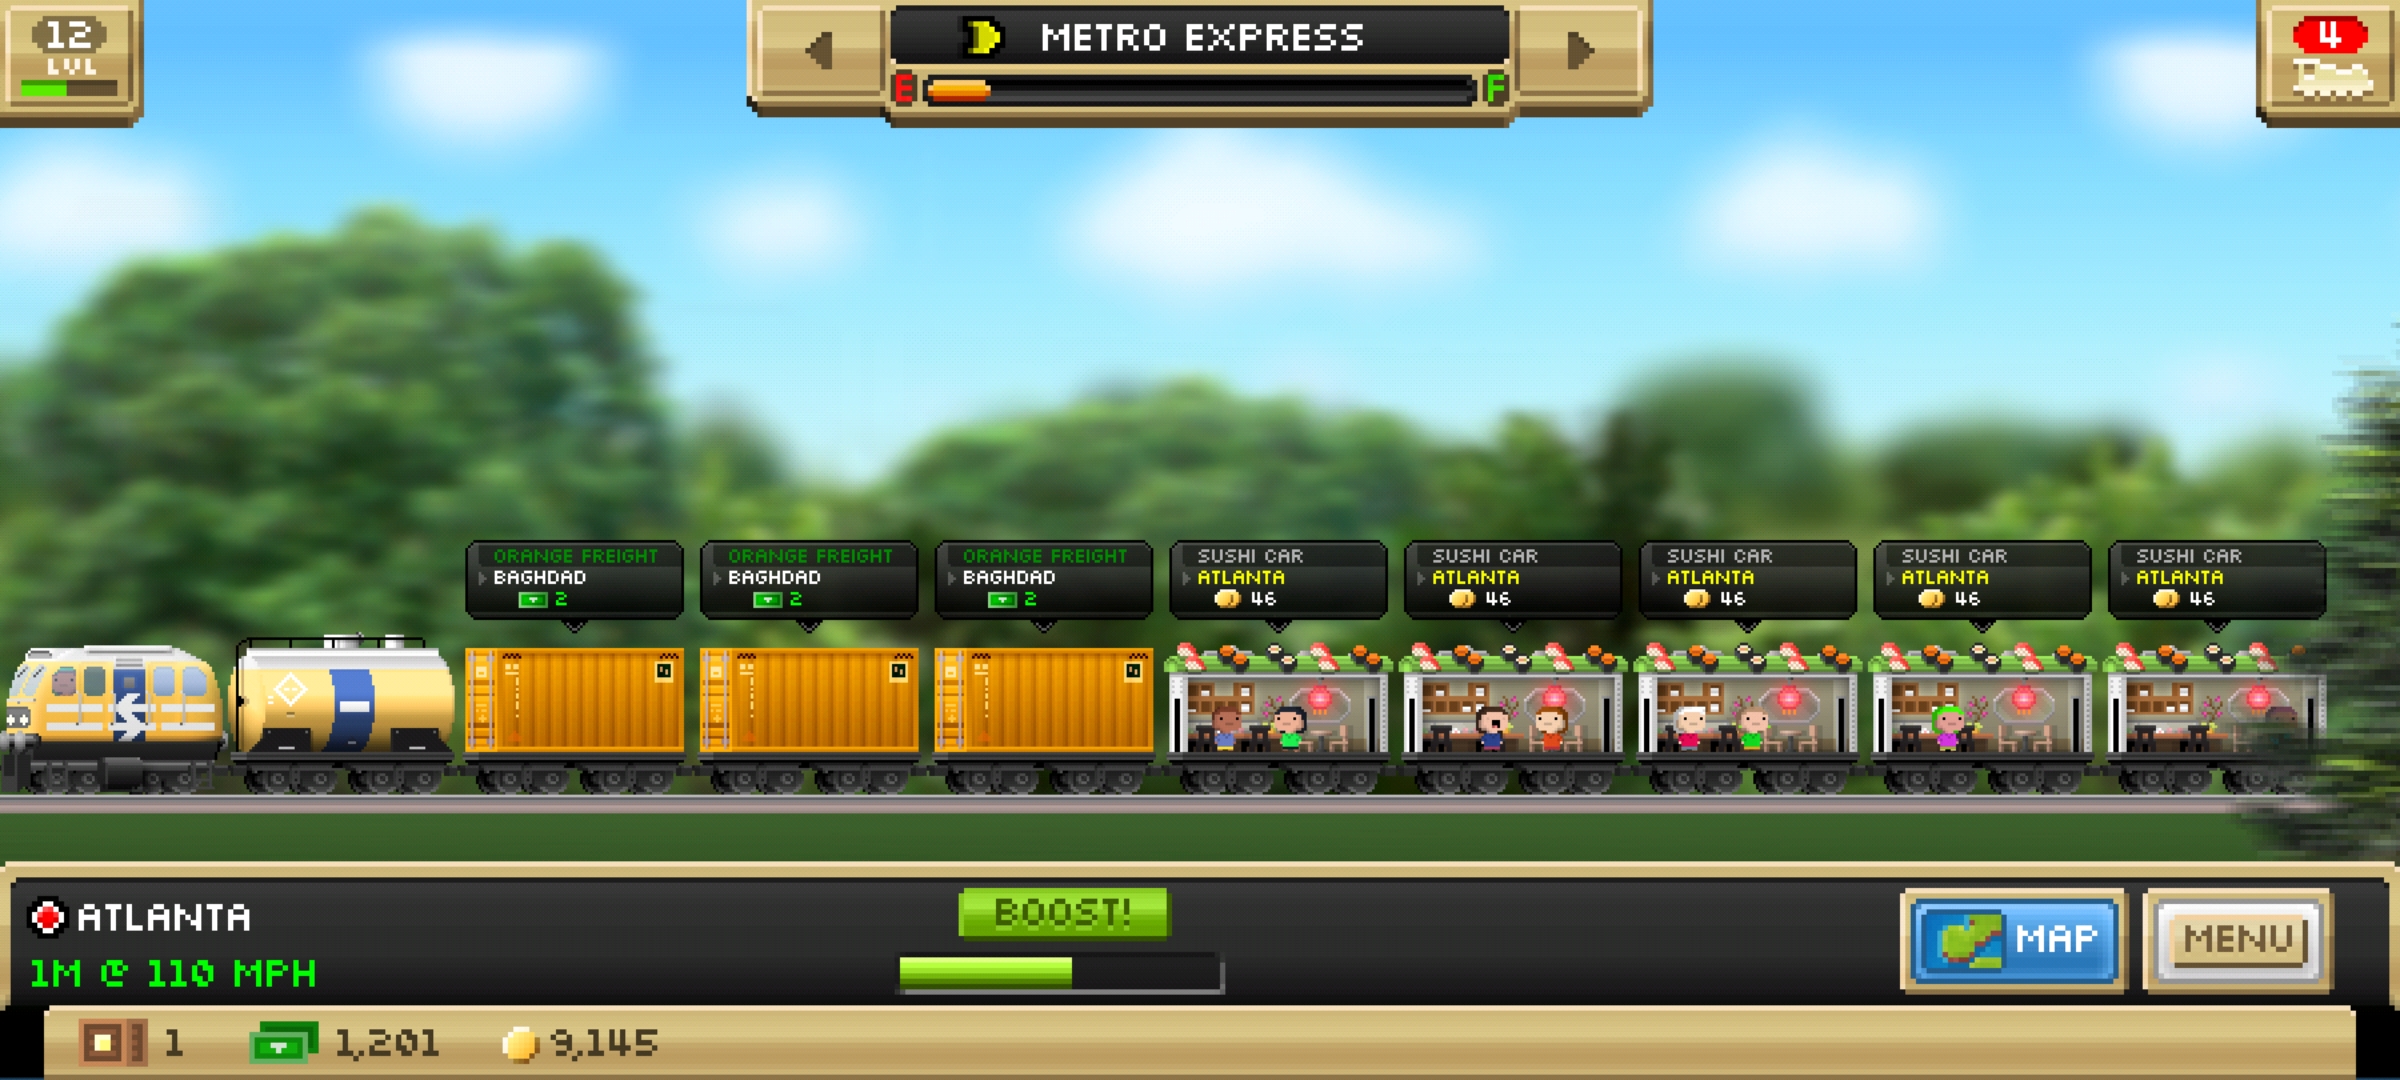 12
LVL
METRO EXPRESS
E F
4
ORANGE FREIGHT
BAGHDAD
2
ORANGE FREIGHT
BAGHDAD
2
ORANGE FREIGHT
BAGHDAD
2
SUSHI CAR
ATLANTA
46
SUSHI CAR
ATLANTA
46
SUSHI CAR
ATLANTA
46
SUSHI CAR
ATLANTA
46
SUSHI CAR
ATLANTA
46
ATLANTA
1M @ 110 MPH
BOOST!
MAP
MENU
1 1,201 9,145